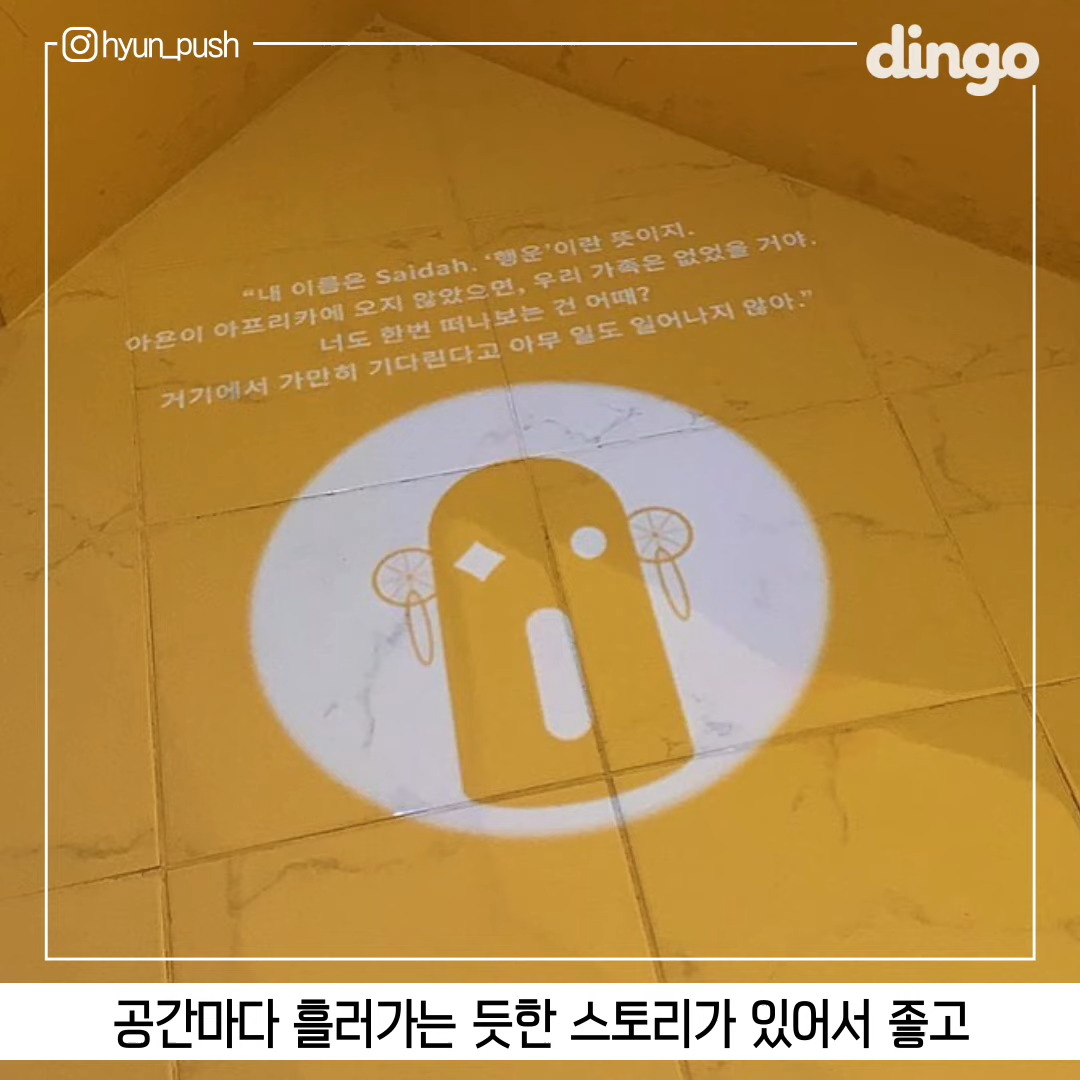 hyun_push
dingo
“내 이름은 Saidah. ‘행운’이란 뜻이지.
아욘이 아프리카에 오지 않았으면, 우리 가족은 없었을 거야.
너도 한번 떠나보는 건 어때?
거기에서 가만히 기다린다고 아무 일도 일어나지 않아.”
공간마다 흘러가는 듯한 스토리가 있어서 좋고